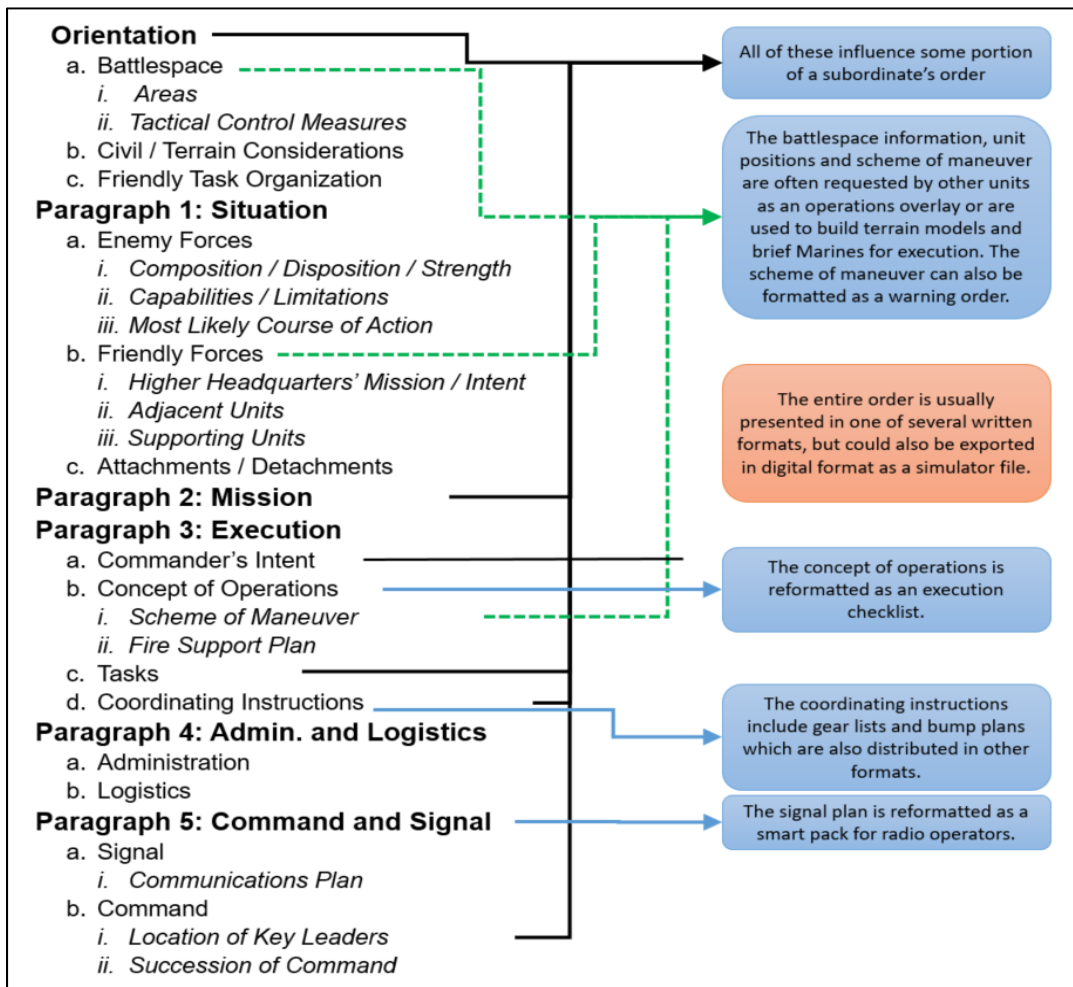 Orientation
a. Battlespace
i. Areas
ii. Tactical Control Measures
b. Civil / Terrain Considerations
c. Friendly Task Organization
Paragraph 1: Situation
a. Enemy Forces
i. Composition / Disposition / Strength
ii. Capabilities / Limitations
iii. Most Likely Course of Action
b. Friendly Forces
i. Higher Headquarters' Mission / Intent
ii. Adjacent Units
iii. Supporting Units
c. Attachments / Detachments
Paragraph 2: Mission
Paragraph 3: Execution
a. Commander's Intent
b. Concept of Operations
i. Scheme of Maneuver
ii. Fire Support Plan
c. Tasks
d. Coordinating Instructions
Paragraph 4: Admin. and Logistics
a. Administration
b. Logistics
Paragraph 5: Command and Signal
a. Signal
i. Communications Plan
b. Command
i. Location of Key Leaders
ii. Succession of Command
All of these influence some portion
of a subordinate's order
The battlespace information, unit
positions and scheme of maneuver
are often requested by other units
as an operations overlay or are
used to build terrain models and
brief Marines for execution. The
scheme of maneuver can also be
formatted as a warning order.
The entire order is usually
presented in one of several written
formats, but could also be exported
in digital format as a simulator file.
The concept of operations is
reformatted as an execution
checklist.
The coordinating instructions
include gear lists and bump plans
which are also distributed in other
formats.
The signal plan is reformatted as a
smart pack for radio operators.